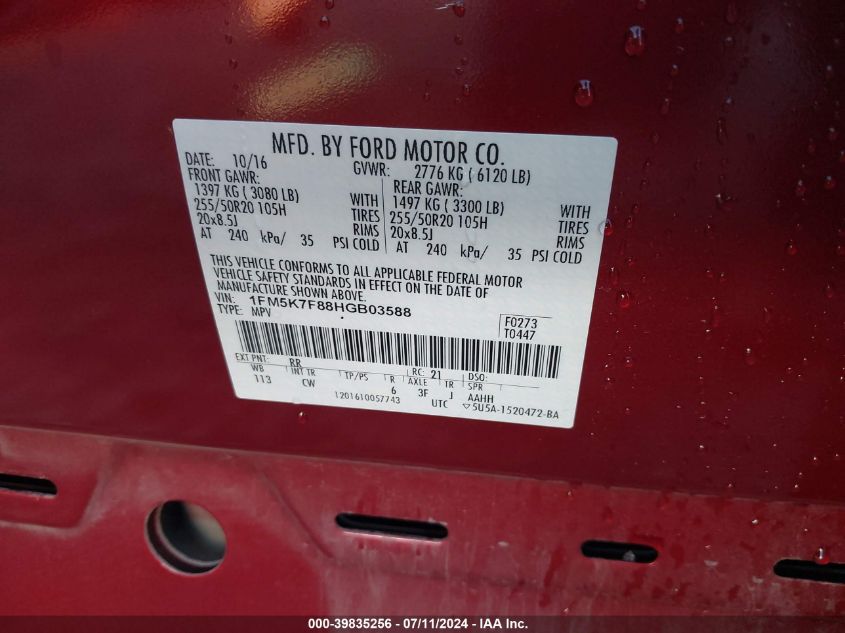 MFD. BY FORD MOTOR CO.
DATE: 10/16 GVWR: 2776 KG ( 6120 LB)
FRONT GAWR: REAR GAWR:
1397 KG ( 3080 LB) WITH 1497 KG ( 3300 LB) WITH
255/50R20 105H TIRES 255/50R20 105H TIRES
20x8.5J RIMS 20x8.5J RIMS
AT 240 kPa/ 35 PSI COLD AT 240 kPa/ 35 PSI COLD
THIS VEHICLE CONFORMS TO ALL APPLICABLE FEDERAL MOTOR
VEHICLE SAFETY STANDARDS IN EFFECT ON THE DATE OF
MANUFACTURE SHOWN ABOVE.
VIN: 1FM5K7F88HGB03588 F0273
TYPE: MPV T0447
EXT PNT: RR RC: 21 DSO:
WB INT TR TP/PS R AXLE TR SPR
113 CW 6 3F J AAHH
1201610057743 UTC ▽5U5A-1520472-BA
000-39835256 - 07/11/2024 - IAA Inc.